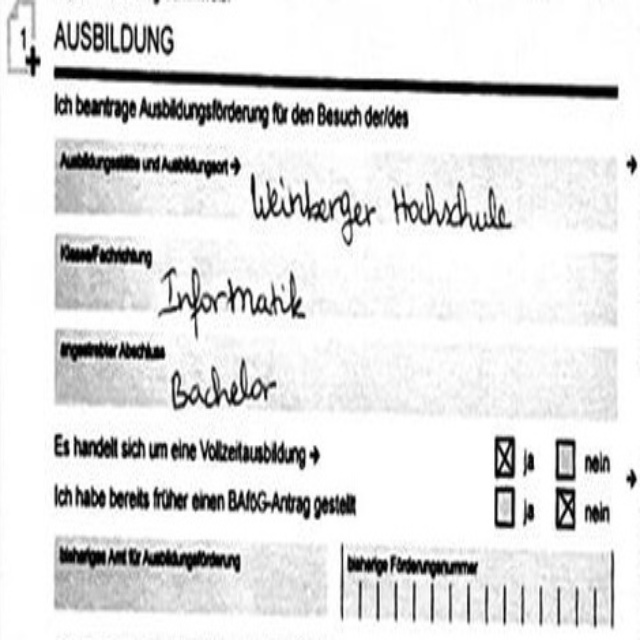 1
AUSBILDUNG
Ich beantrage Ausbildungsförderung für den Besuch der/des
Ausbildungsstätte und Ausbildungsort →
Weinberger Hochschule
Klasse/Fachrichtung
Informatik
angestrebter Abschluss
Bachelor
Es handelt sich um eine Vollzeitausbildung → ja nein
Ich habe bereits früher einen BAföG-Antrag gestellt ja nein
bisheriges Amt für Ausbildungsförderung
bisherige Förderungsnummer